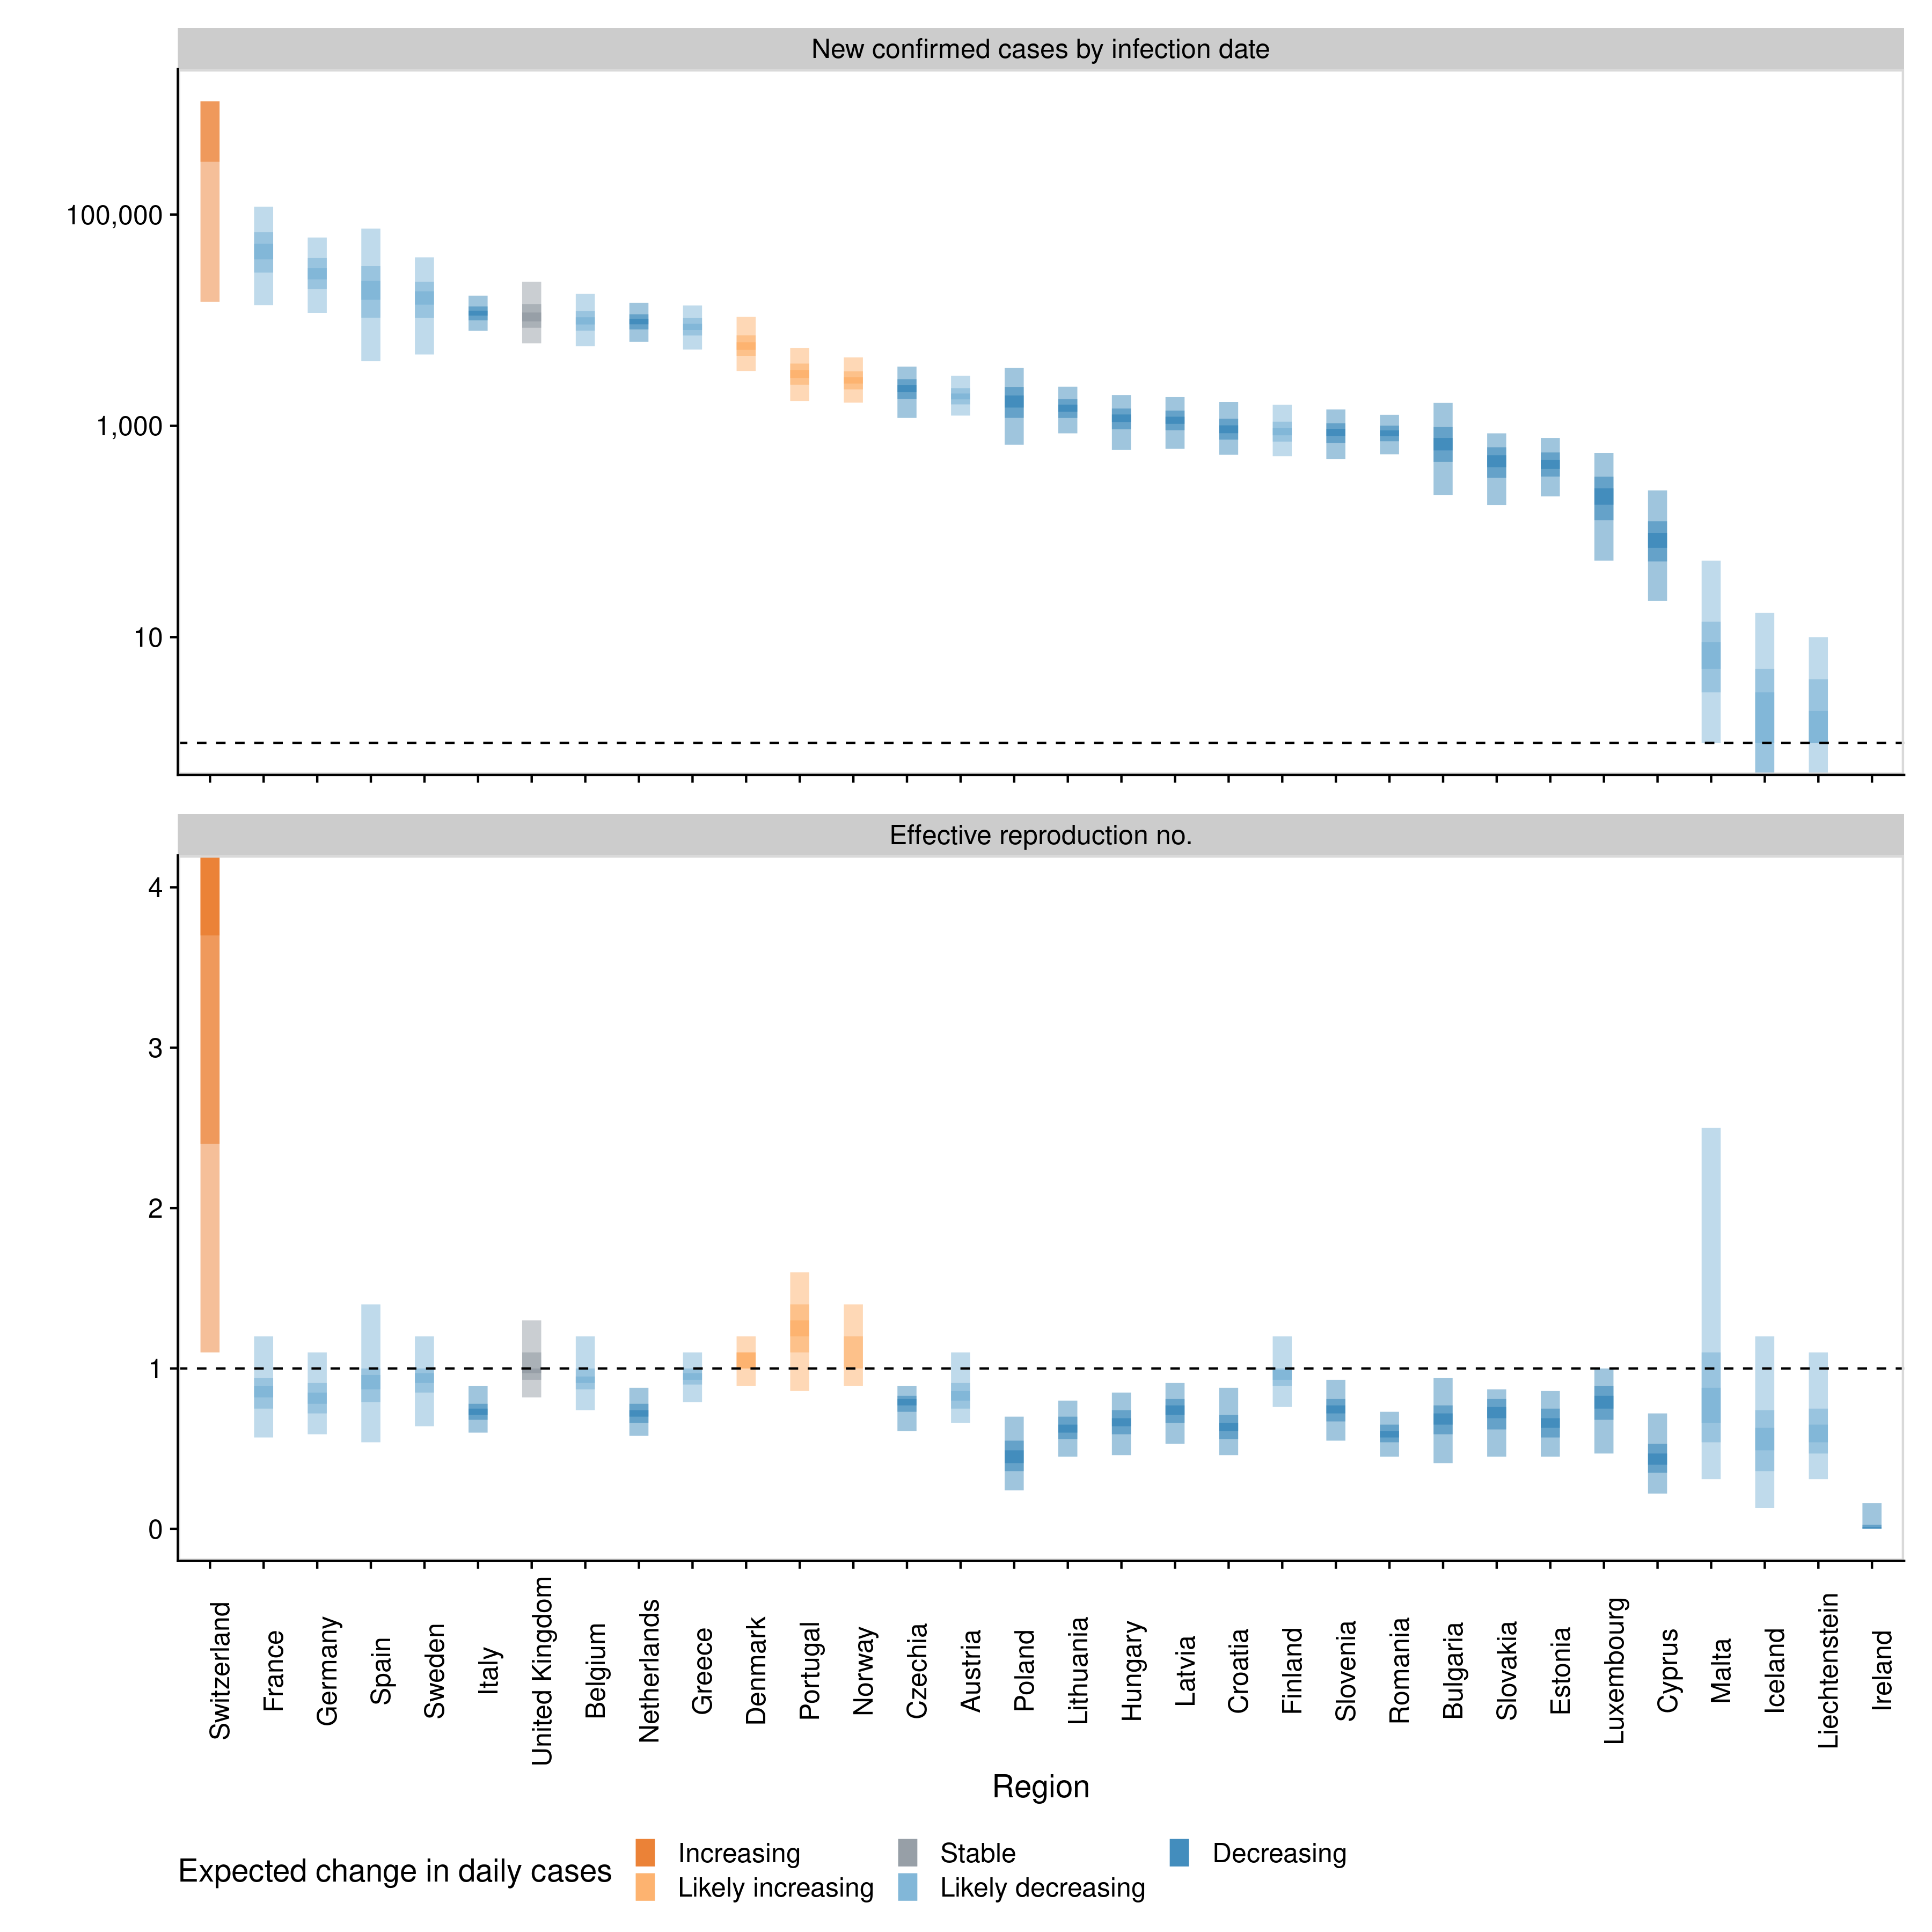 New confirmed cases by infection date
100,000
1,000
10
Effective reproduction no.
4
3
2
1
0
Switzerland
France
Germany
Spain
Sweden
Italy
United Kingdom
Belgium
Netherlands
Greece
Denmark
Portugal
Norway
Czechia
Austria
Poland
Lithuania
Hungary
Latvia
Croatia
Finland
Slovenia
Romania
Bulgaria
Slovakia
Estonia
Luxembourg
Cyprus
Malta
Iceland
Liechtenstein
Ireland
Region
Expected change in daily cases
Increasing
Likely increasing
Stable
Likely decreasing
Decreasing